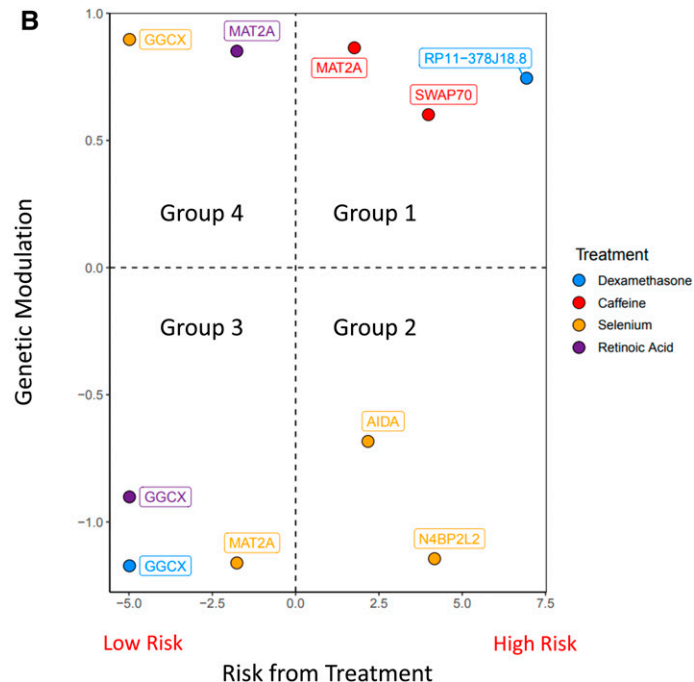 B
1.0
GGCX
MAT2A
MAT2A
RP11−378J18.8
SWAP70
0.5
Group 4
Group 1
0.0
Genetic Modulation
Group 3
Group 2
Treatment
Dexamethasone
Caffeine
Selenium
Retinoic Acid
−0.5
AIDA
GGCX
−1.0
GGCX
MAT2A
N4BP2L2
−5.0
−2.5
0.0
2.5
5.0
7.5
Low Risk
High Risk
Risk from Treatment